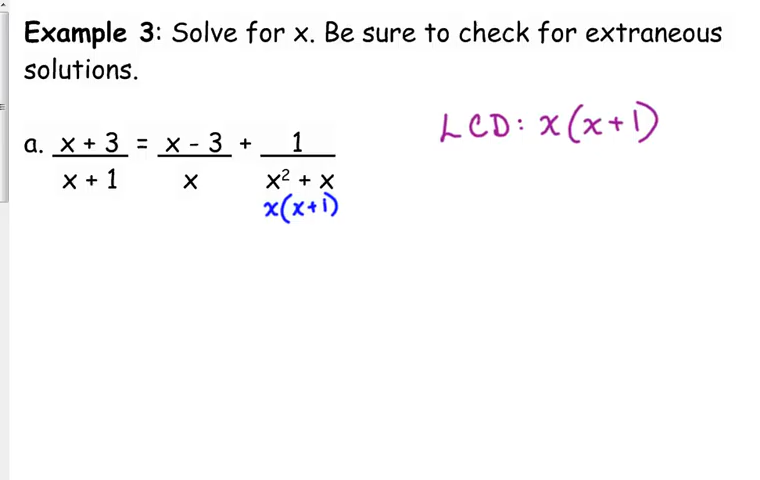 Example 3: Solve for x. Be sure to check for extraneous
solutions.
LCD: x(x+1)
a. x + 3 = x - 3 + 1
x + 1 x x² + x
x(x+1)